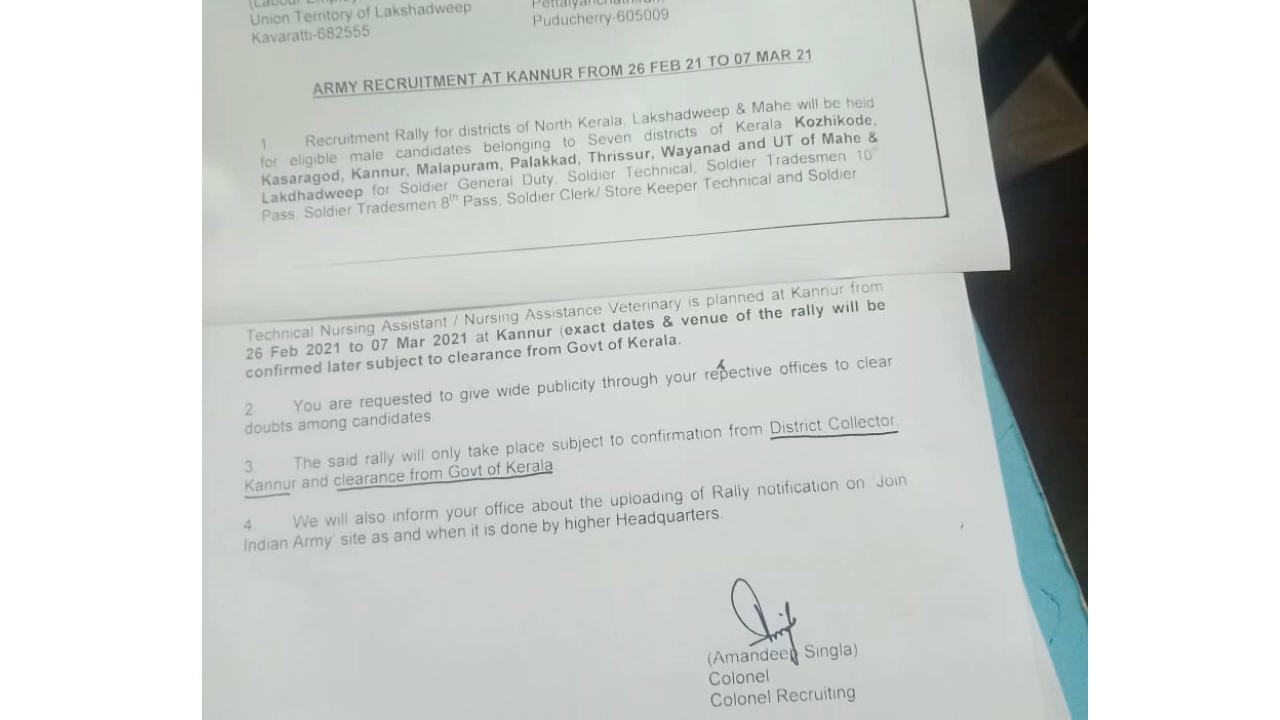 (Labour Employ
Union Territory of Lakshadweep
Kavaratti-682555
Puducherry-605009
ARMY RECRUITMENT AT KANNUR FROM 26 FEB 21 TO 07 MAR 21
1 Recruitment Rally for districts of North Kerala, Lakshadweep & Mahe will be held
for eligible male candidates belonging to Seven districts of Kerala Kozhikode,
Kasaragod, Kannur, Malapuram, Palakkad, Thrissur, Wayanad and UT of Mahe &
Lakdhadweep for Soldier General Duty, Soldier Technical, Soldier Tradesmen 10th
Pass, Soldier Tradesmen 8th Pass, Soldier Clerk/ Store Keeper Technical and Soldier
Technical Nursing Assistant / Nursing Assistance Veterinary is planned at Kannur from
26 Feb 2021 to 07 Mar 2021 at Kannur (exact dates & venue of the rally will be
confirmed later subject to clearance from Govt of Kerala.
2. You are requested to give wide publicity through your repective offices to clear
doubts among candidates
3. The said rally will only take place subject to confirmation from District Collector,
Kannur and clearance from Govt of Kerala
4. We will also inform your office about the uploading of Rally notification on 'Join
Indian Army' site as and when it is done by higher Headquarters.
(Amandeep Singla)
Colonel
Colonel Recruiting